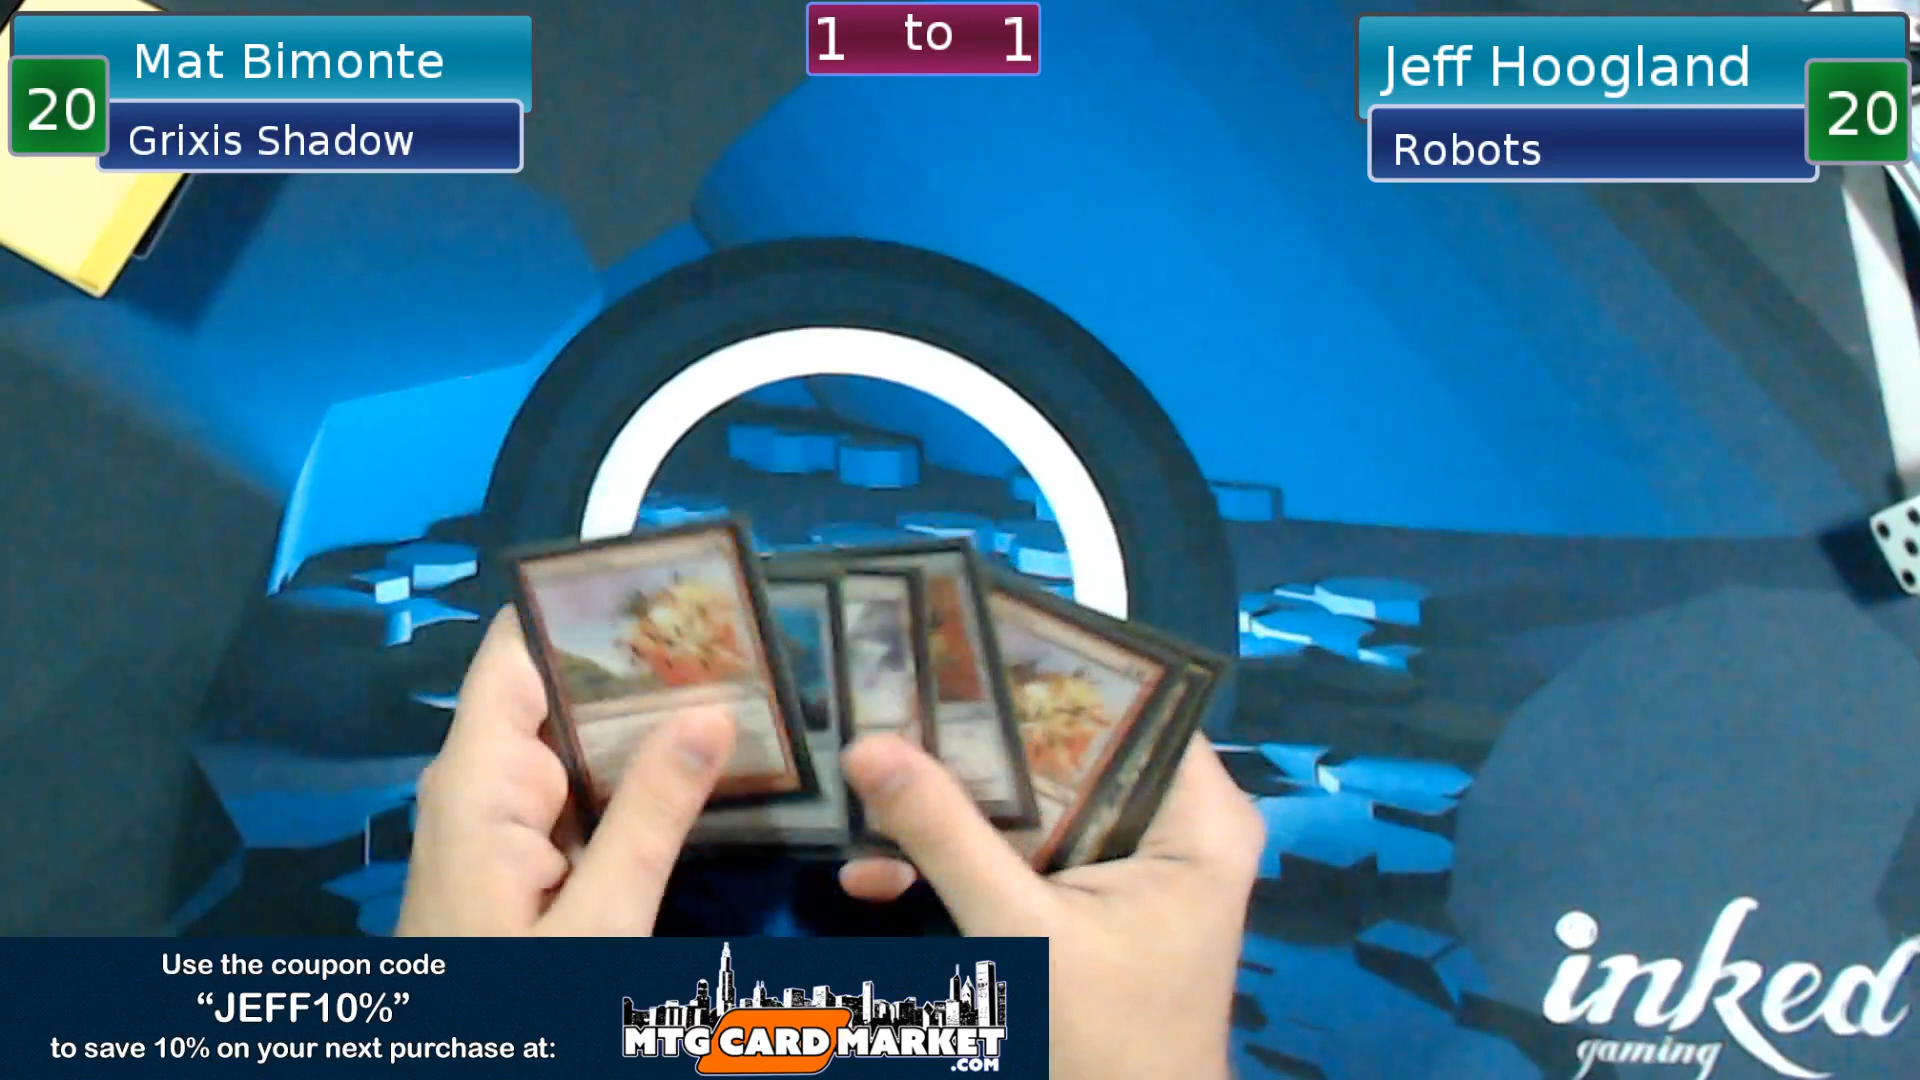 Mat Bimonte
20
Grixis Shadow
1 to 1
Jeff Hoogland
20
Robots
Use the coupon code
“JEFF10%”
to save 10% on your next purchase at:
MTG CARD MARKET
.COM
inked
gaming